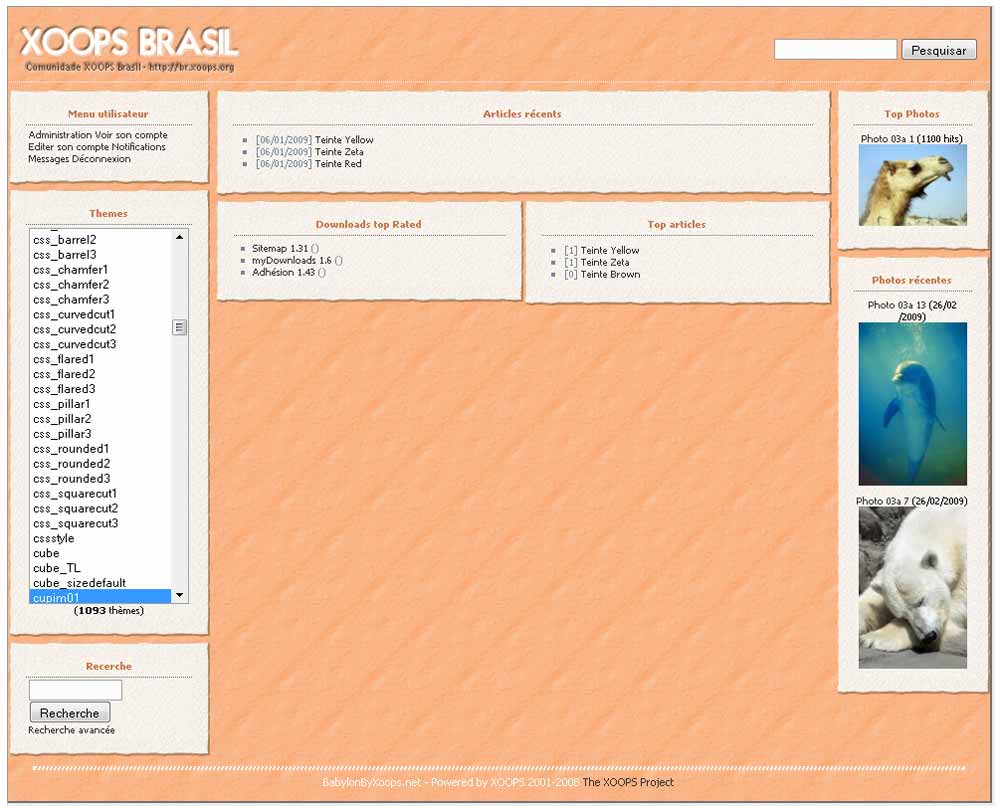 XOOPS BRASIL
Comunidade XOOPS Brasil - http://br.xoops.org
Pesquisar
Menu utilisateur
Administration Voir son compte
Editer son compte Notifications
Messages Déconnexion
Themes
css_barrel2
css_barrel3
css_chamfer1
css_chamfer2
css_chamfer3
css_curvedcut1
css_curvedcut2
css_curvedcut3
css_flared1
css_flared2
css_flared3
css_pillar1
css_pillar2
css_pillar3
css_rounded1
css_rounded2
css_rounded3
css_squarecut1
css_squarecut2
css_squarecut3
cssstyle
cube
cube_TL
cube_sizedefault
cupim01
(1093 thèmes)
Recerche
Recherche
Recherche avancée
Articles récents
[06/01/2009] Teinte Yellow
[06/01/2009] Teinte Zeta
[06/01/2009] Teinte Red
Downloads top Rated
Sitemap 1.31 ()
myDownloads 1.6 ()
Adhésion 1.43 ()
Top articles
[1] Teinte Yellow
[1] Teinte Zeta
[0] Teinte Brown
Top Photos
Photo 03a 1 (1100 hits)
Photos récentes
Photo 03a 13 (26/02
/2009)
Photo 03a 7 (26/02/2009)
BabylonByXoops.net - Powered by XOOPS 2001-2008 The XOOPS Project